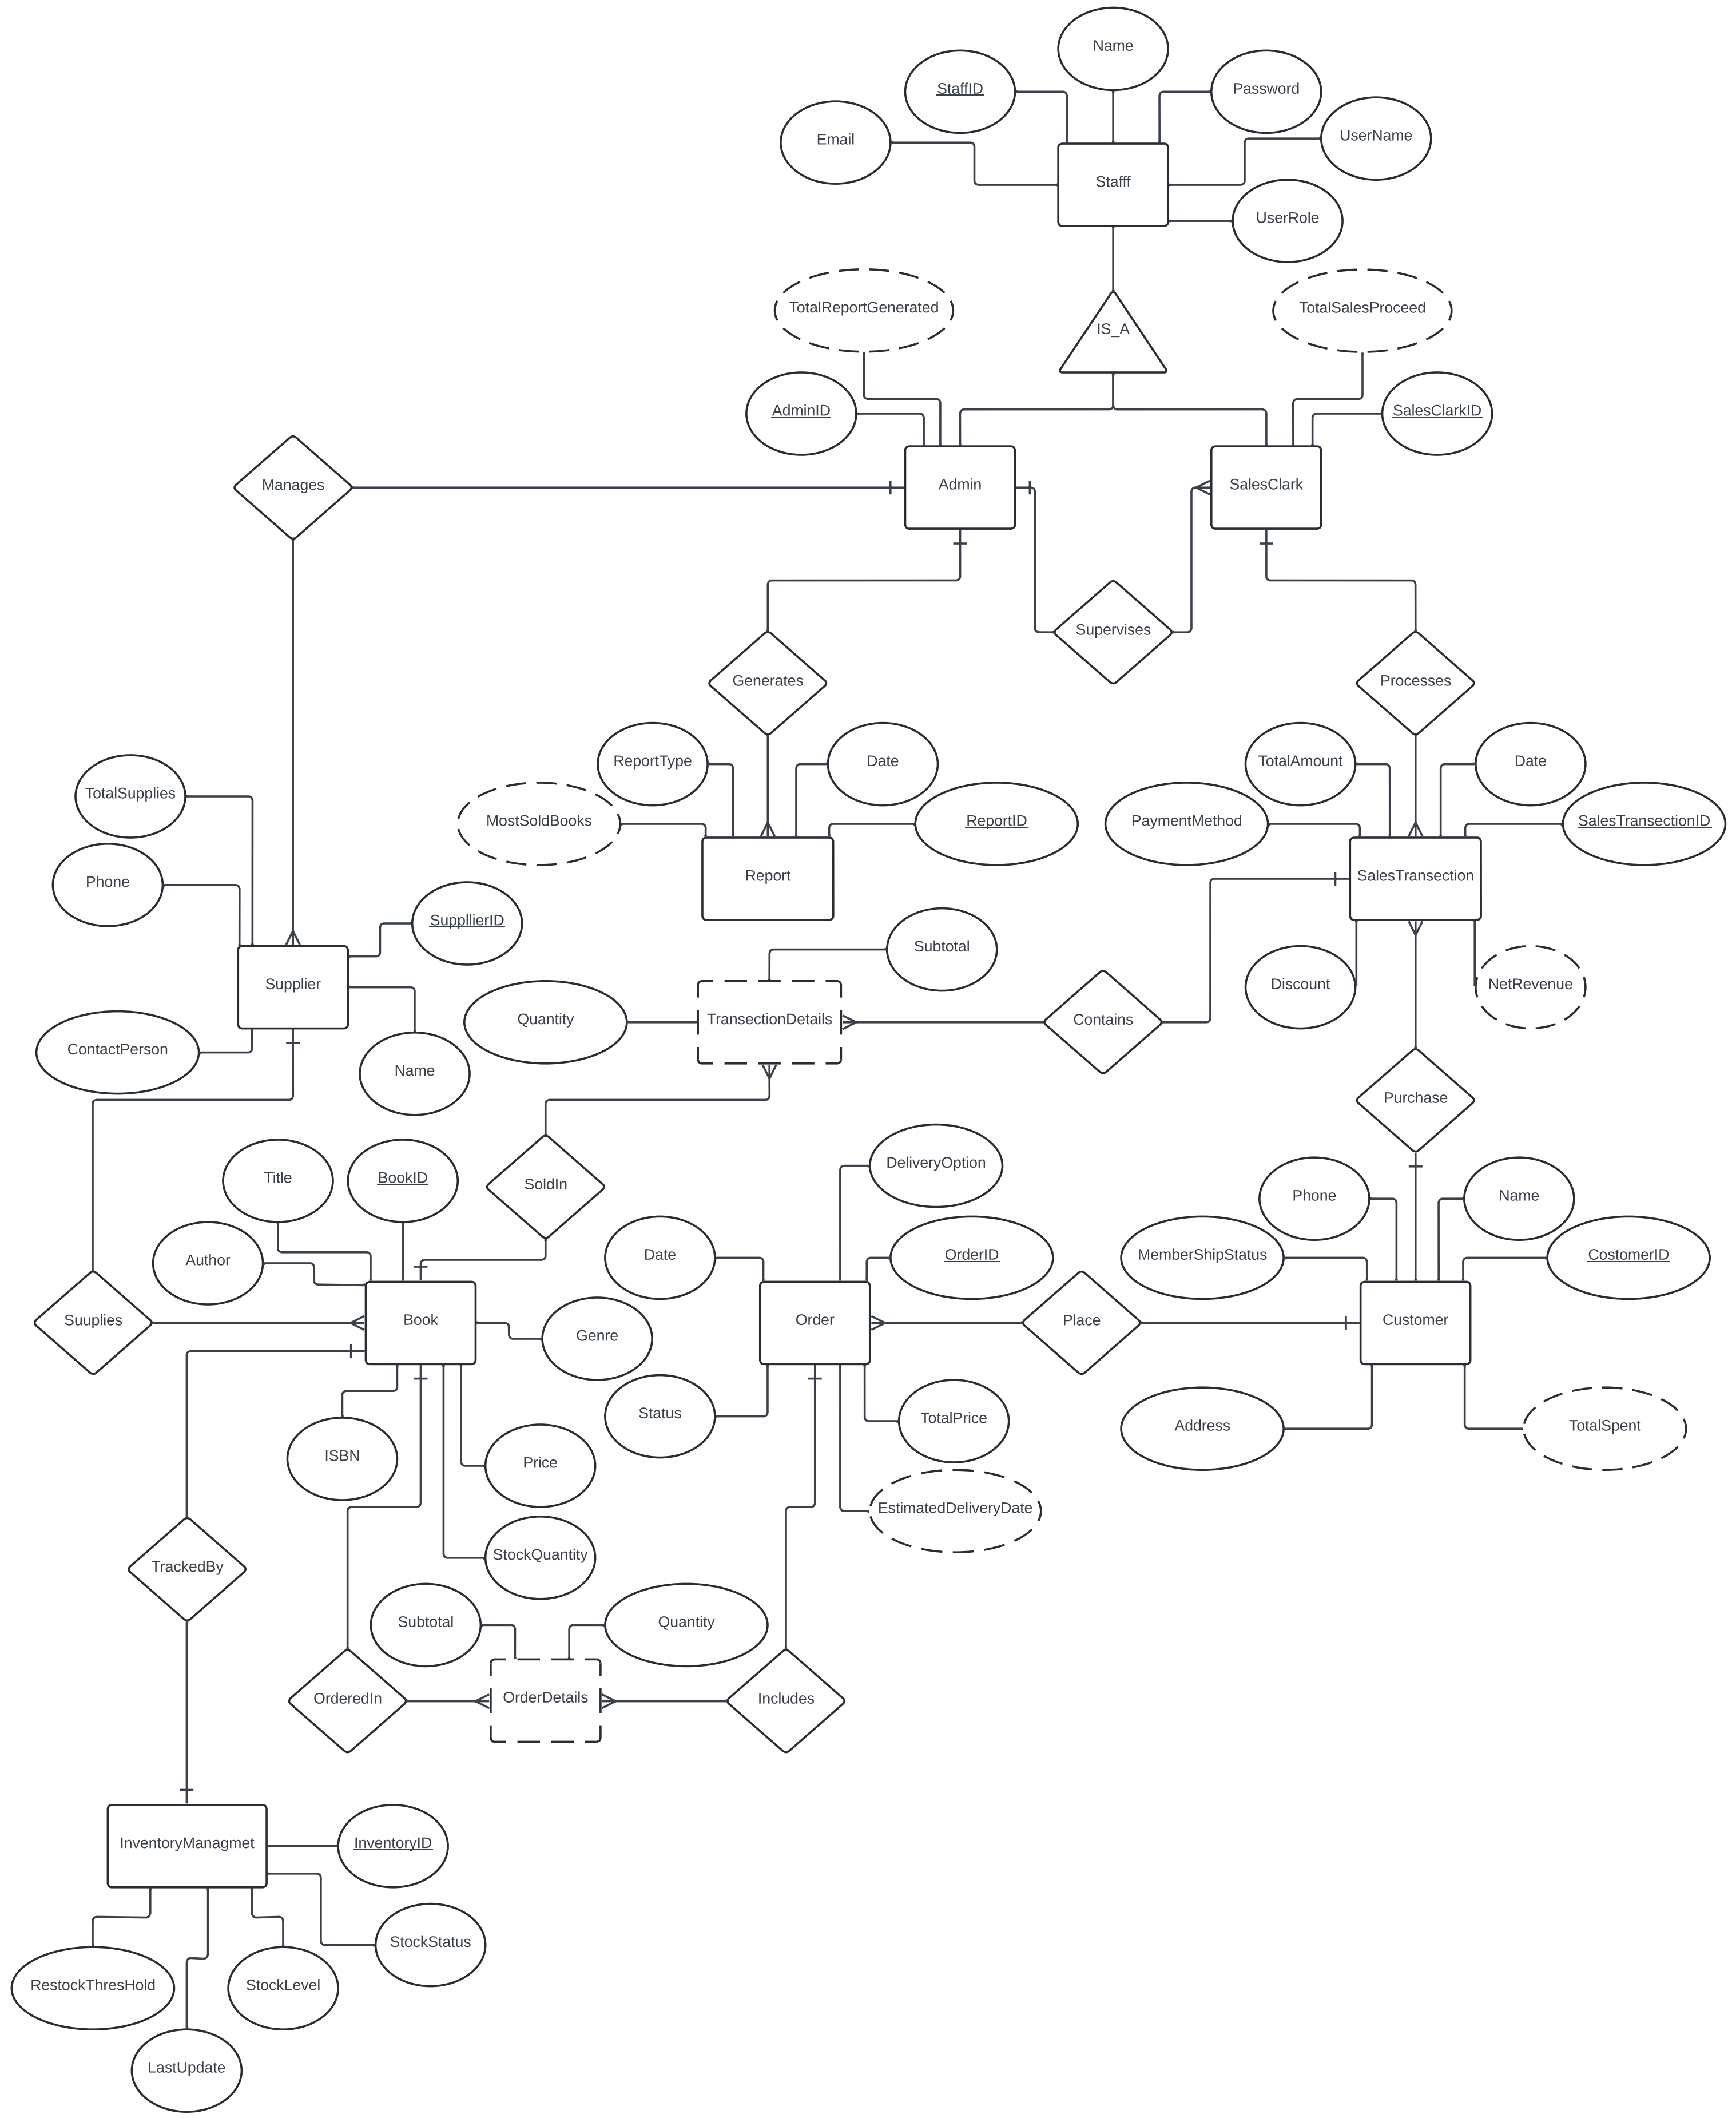 Name
StaffID
Password
Email
UserName
Stafff
UserRole
TotalReportGenerated
IS_A
TotalSalesProceed
AdminID
SalesClarkID
Manages
Admin
SalesClark
Supervises
Generates
Processes
ReportType
Date
TotalAmount
Date
TotalSupplies
MostSoldBooks
ReportID
PaymentMethod
SalesTransectionID
Phone
Report
SalesTransection
SuppllierID
Subtotal
Supplier
Discount
NetRevenue
Quantity
TransectionDetails
Contains
ContactPerson
Name
Purchase
Title
BookID
SoldIn
DeliveryOption
Phone
Name
Author
Date
OrderID
MemberShipStatus
CostomerID
Suuplies
Book
Genre
Order
Place
Customer
Status
TotalPrice
Address
TotalSpent
ISBN
Price
EstimatedDeliveryDate
TrackedBy
StockQuantity
Subtotal
Quantity
OrderedIn
OrderDetails
Includes
InventoryManagmet
InventoryID
StockStatus
RestockThresHold
StockLevel
LastUpdate